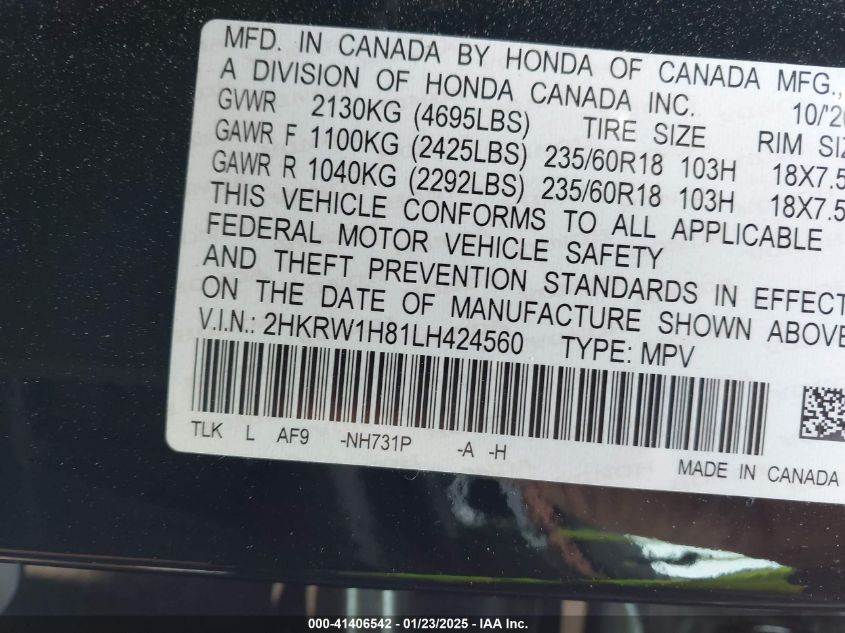 MFD. IN CANADA BY HONDA OF CANADA MFG.,
A DIVISION OF HONDA CANADA INC. 10/'20
GVWR 2130KG (4695LBS) TIRE SIZE RIM
GAWR F 1100KG (2425LBS) 235/60R18 103H 18X7.5
GAWR R 1040KG (2292LBS) 235/60R18 103H 18X7.5
THIS VEHICLE CONFORMS TO ALL APPLICABLE
FEDERAL MOTOR VEHICLE SAFETY
AND THEFT PREVENTION STANDARDS IN EFFECT
ON THE DATE OF MANUFACTURE SHOWN ABOVE
V.I.N.: 2HKRW1H81LH424560 TYPE: MPV
TLK L AF9 -NH731P -A -H
MADE IN CANADA
000-41406542 - 01/23/2025 - IAA Inc.